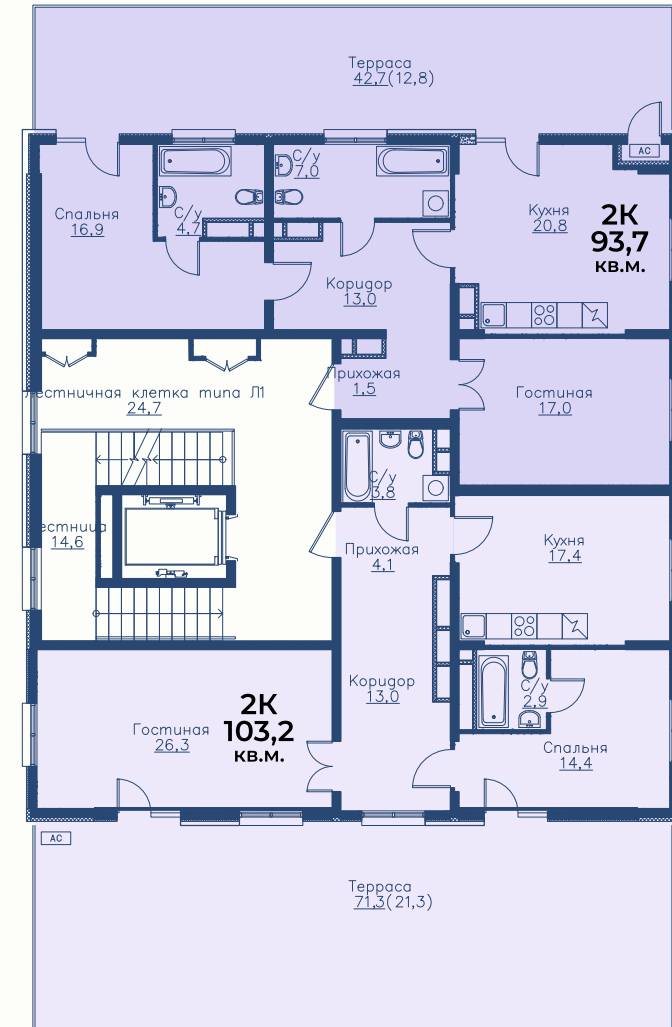 Терраса
42,7(12,8)
АС
С/у
7,0
Спальня
16,9
С/у
4,7
Кухня
20,8
2К
93,7
кв.м.
Коридор
13,0
Прихожая
1,5
Гостиная
17,0
лестничная клетка типа Л1
24,7
С/у
3,8
естница
14,6
Прихожая
4,1
Кухня
17,4
Коридор
13,0
С/у
2,9
Гостиная
26,3
2К
103,2
кв.м.
Спальня
14,4
АС
Терраса
71,3(21,3)